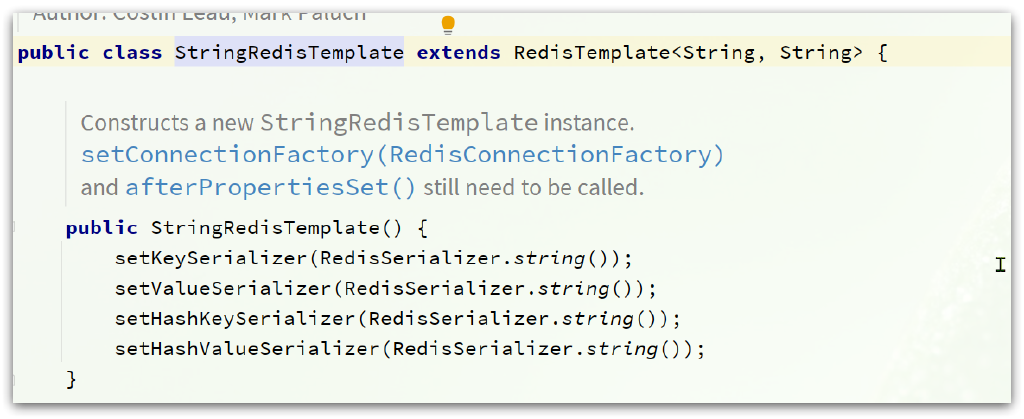 Author: Costin Leau, Mark Paluch
public class StringRedisTemplate extends RedisTemplate<String, String> {
Constructs a new StringRedisTemplate instance.
setConnectionFactory(RedisConnectionFactory)
and afterPropertiesSet() still need to be called.
public StringRedisTemplate() {
setKeySerializer(RedisSerializer.string());
setValueSerializer(RedisSerializer.string());
setHashKeySerializer(RedisSerializer.string());
setHashValueSerializer(RedisSerializer.string());
}